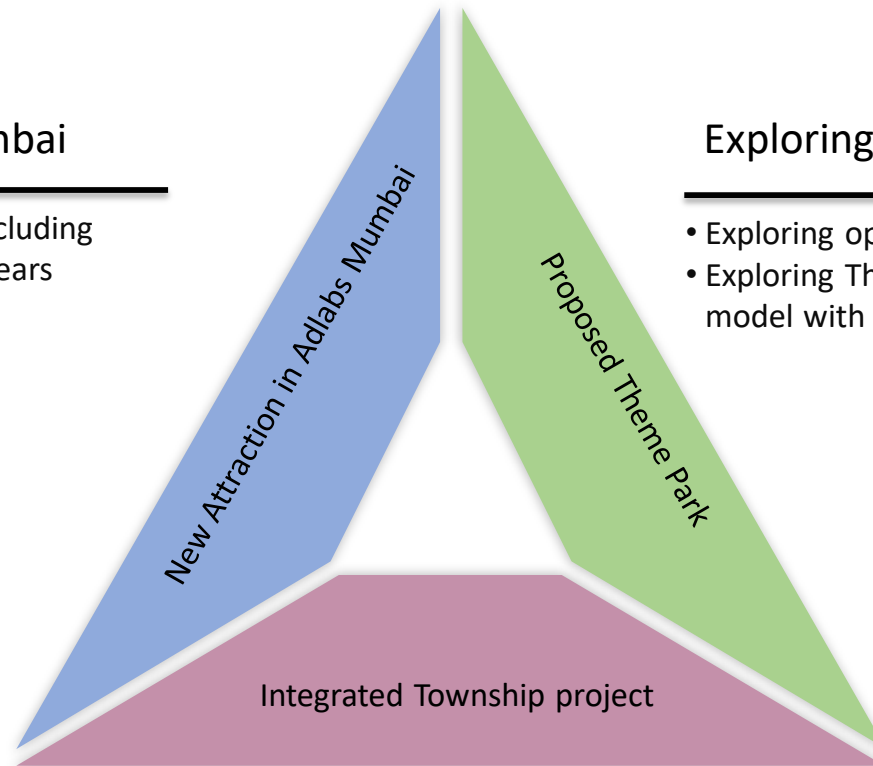 nbai
cluding
ears
New Attraction in Adlabs Mumbai
Proposed Theme Park
Exploring
• Exploring op
• Exploring Th
model with
Integrated Township project